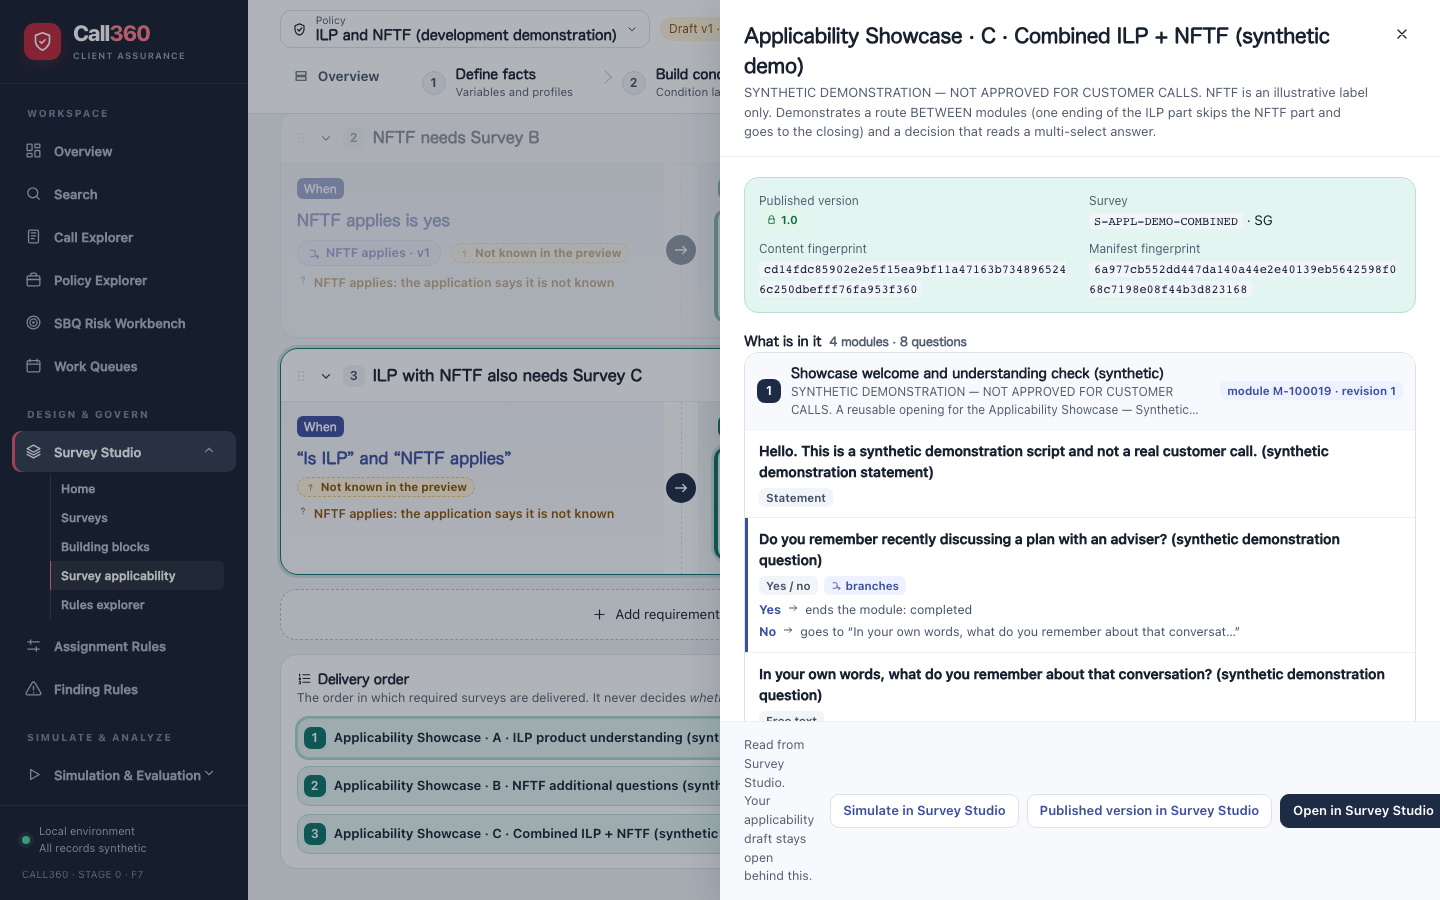 Call360
CLIENT ASSURANCE
WORKSPACE
Overview
Search
Call Explorer
Policy Explorer
SBQ Risk Workbench
Work Queues
DESIGN & GOVERN
Survey Studio
Home
Surveys
Building blocks
Survey applicability
Rules explorer
Assignment Rules
Finding Rules
SIMULATE & ANALYZE
Simulation & Evaluation
Local environment
All records synthetic
CALL360 · STAGE 0 · F7
Policy
ILP and NFTF (development demonstration)
Draft v1 ·
Overview
1 Define facts
Variables and profiles
2 Build con
Condition la
2 NFTF needs Survey B
When
NFTF applies is yes
NFTF applies · v1
? Not known in the preview
? NFTF applies: the application says it is not known
3 ILP with NFTF also needs Survey C
When
“Is ILP” and “NFTF applies”
? Not known in the preview
? NFTF applies: the application says it is not known
+ Add requirement
Delivery order
The order in which required surveys are delivered. It never decides wheth
1 Applicability Showcase · A · ILP product understanding (synt
2 Applicability Showcase · B · NFTF additional questions (synth
3 Applicability Showcase · C · Combined ILP + NFTF (synthetic
Applicability Showcase · C · Combined ILP + NFTF (synthetic
demo)
SYNTHETIC DEMONSTRATION — NOT APPROVED FOR CUSTOMER CALLS. NFTF is an illustrative label
only. Demonstrates a route BETWEEN modules (one ending of the ILP part skips the NFTF part and
goes to the closing) and a decision that reads a multi-select answer.
Published version
1.0
Survey
S-APPL-DEMO-COMBINED · SG
Content fingerprint
cd14fdc85902e2e5f15ea9bf11a47163b734896524
6c250dbefff76fa953f360
Manifest fingerprint
6a977cb552dd447da140a44e2e40139eb5642598f0
68c7198e08f44b3d823168
What is in it 4 modules · 8 questions
1 Showcase welcome and understanding check (synthetic)
SYNTHETIC DEMONSTRATION — NOT APPROVED FOR CUSTOMER
CALLS. A reusable opening for the Applicability Showcase — Synthetic...
module M-100019 · revision 1
Hello. This is a synthetic demonstration script and not a real customer call. (synthetic
demonstration statement)
Statement
Do you remember recently discussing a plan with an adviser? (synthetic demonstration
question)
Yes / no
branches
Yes → ends the module: completed
No → goes to “In your own words, what do you remember about that conversat…”
In your own words, what do you remember about that conversation? (synthetic demonstration
question)
Free text
Read from
Survey
Studio.
Your
applicability
draft stays
open
behind this.
Simulate in Survey Studio
Published version in Survey Studio
Open in Survey Studio